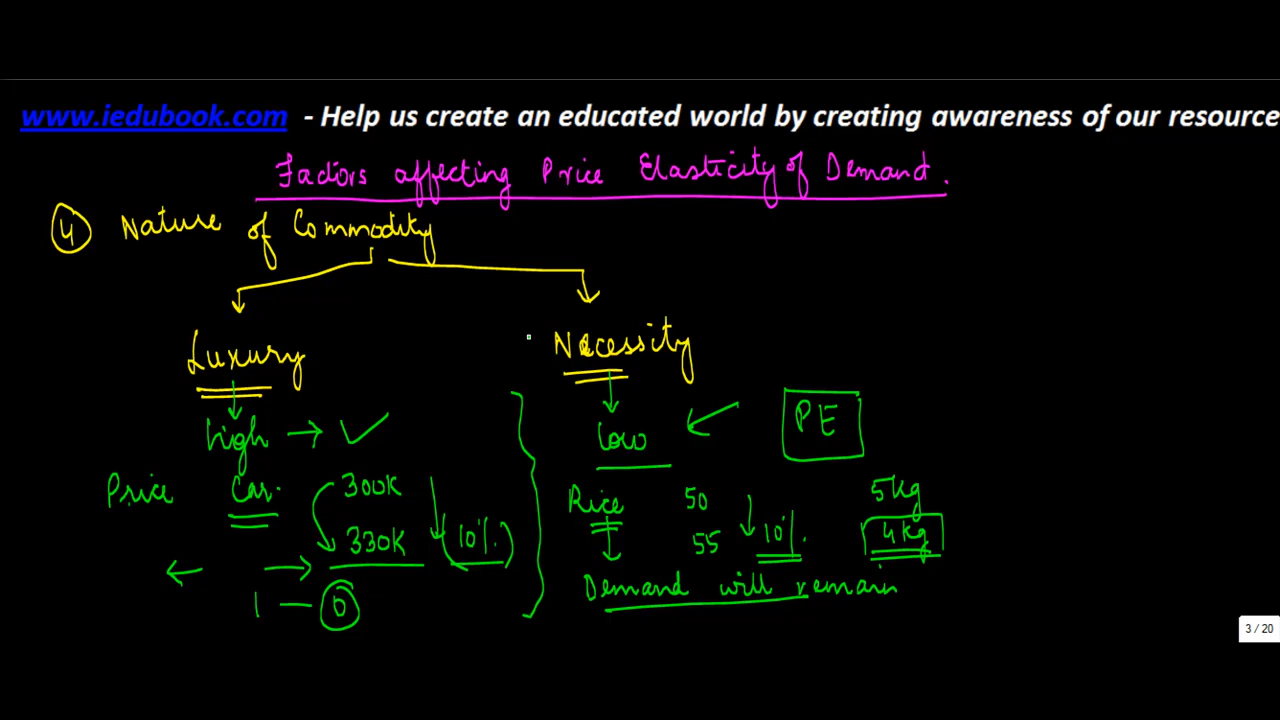 www.iedubook.com - Help us create an educated world by creating awareness of our resource
Factors affecting Price Elasticity of Demand.
4 Nature of Commodity
Luxury Necessity
high low PE
Price Car. 300K Rice 50 5kg
330K 10% 55 10%. 4kg
1 — 0 Demand will remain
3 / 20